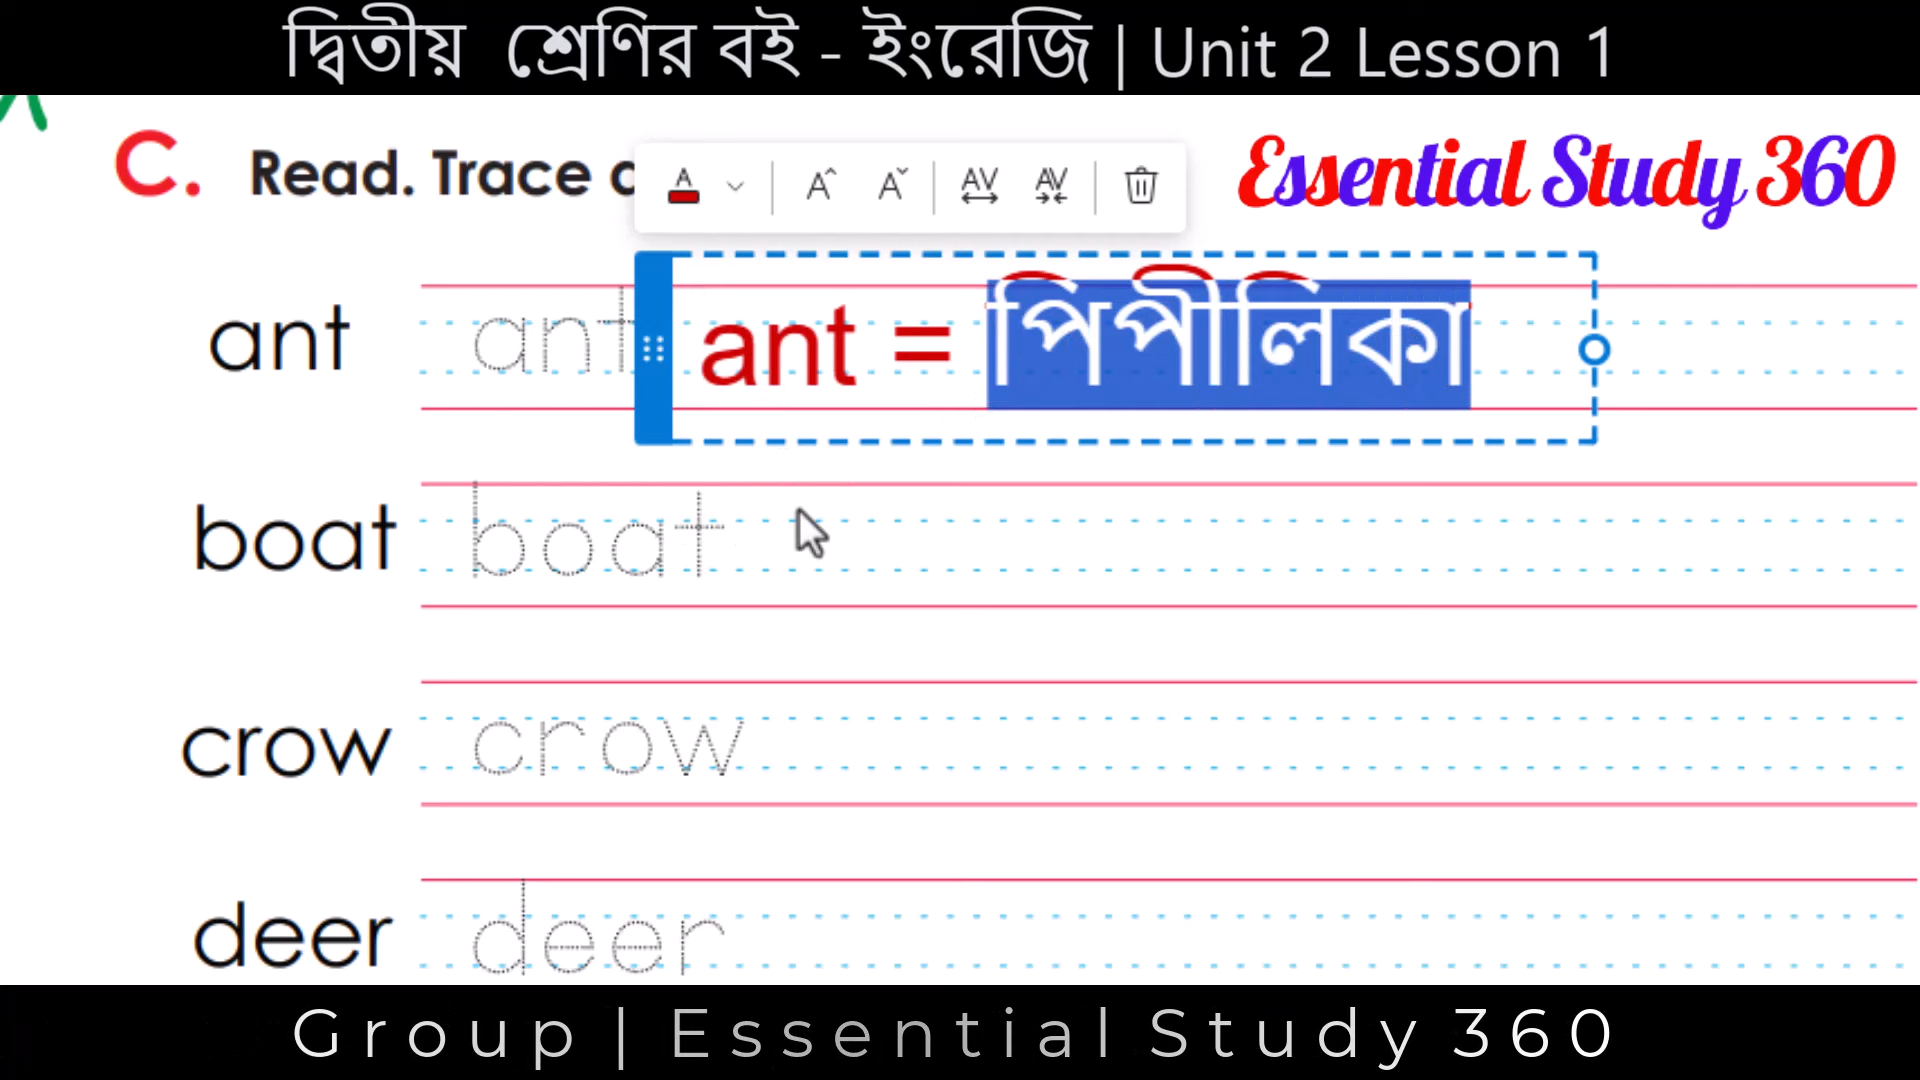 দ্বিতীয় শ্রেণির বই - ইংরেজি | Unit 2 Lesson 1
C. Read. Trace
Essential Study 360
ant ant ant = পিপীলিকা
boat boat
crow crow
deer deer
Group | Essential Study 360